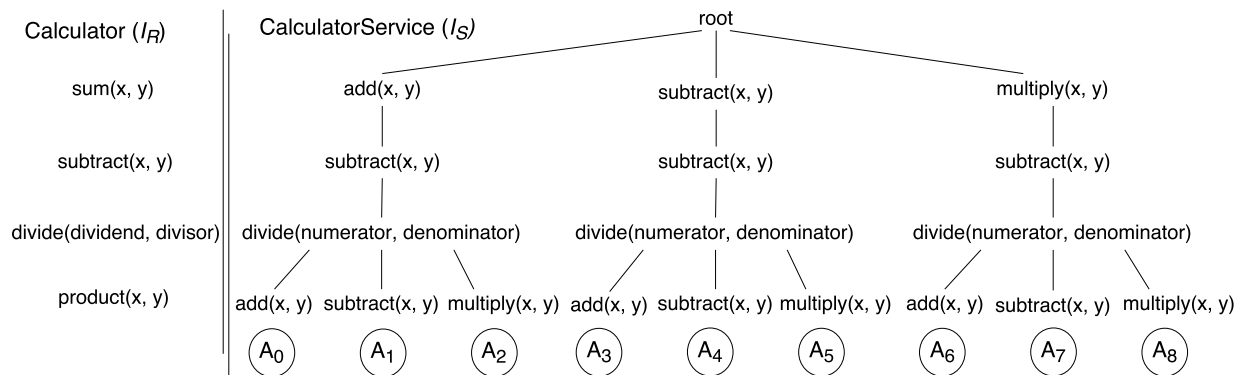 Calculator (I_R)
CalculatorService (I_S)
root
sum(x, y)
add(x, y)
subtract(x, y)
multiply(x, y)
subtract(x, y)
subtract(x, y)
subtract(x, y)
subtract(x, y)
divide(dividend, divisor)
divide(numerator, denominator)
divide(numerator, denominator)
divide(numerator, denominator)
product(x, y)
add(x, y)
subtract(x, y)
multiply(x, y)
add(x, y)
subtract(x, y)
multiply(x, y)
add(x, y)
subtract(x, y)
multiply(x, y)
A0
A1
A2
A3
A4
A5
A6
A7
A8